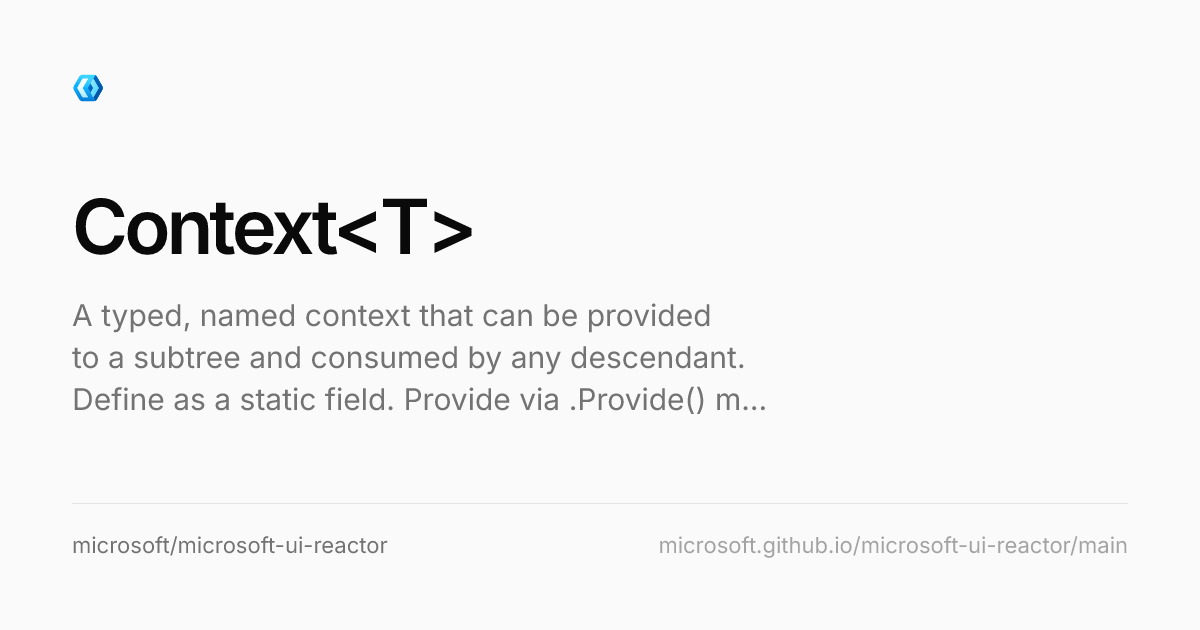 Context<T>
A typed, named context that can be provided
to a subtree and consumed by any descendant.
Define as a static field. Provide via .Provide() m...
microsoft/microsoft-ui-reactor
microsoft.github.io/microsoft-ui-reactor/main